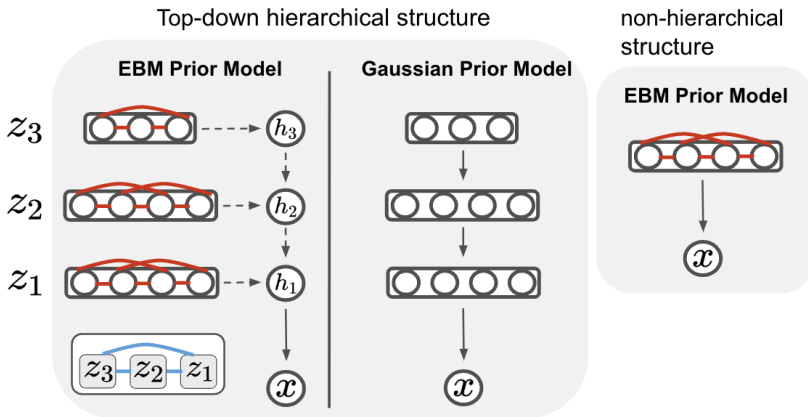 Top-down hierarchical structure
non-hierarchical
structure
EBM Prior Model
Gaussian Prior Model
EBM Prior Model
z₃
h₃
z₂
h₂
z₁
h₁
x
z₃ z₂ z₁
x
x